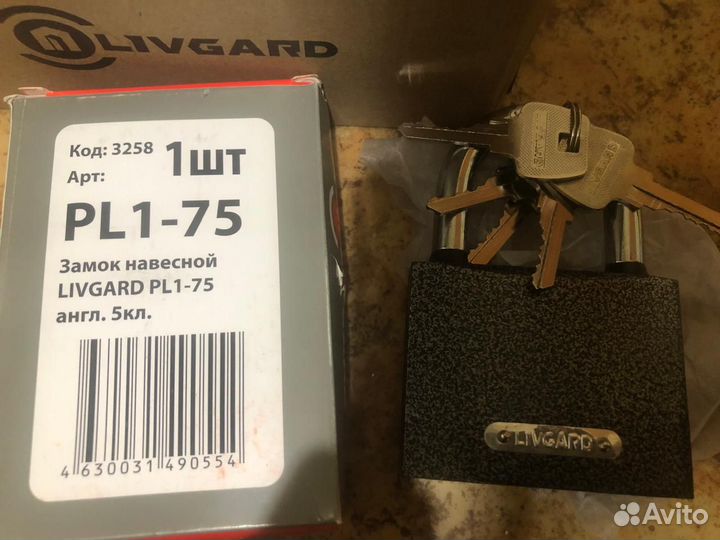 LIVGARD
Код: 3258
1шт
Арт:
PL1-75
Замок навесной
LIVGARD PL1-75
англ. 5кл.
4 630031 490554
LIVGARD
Avito